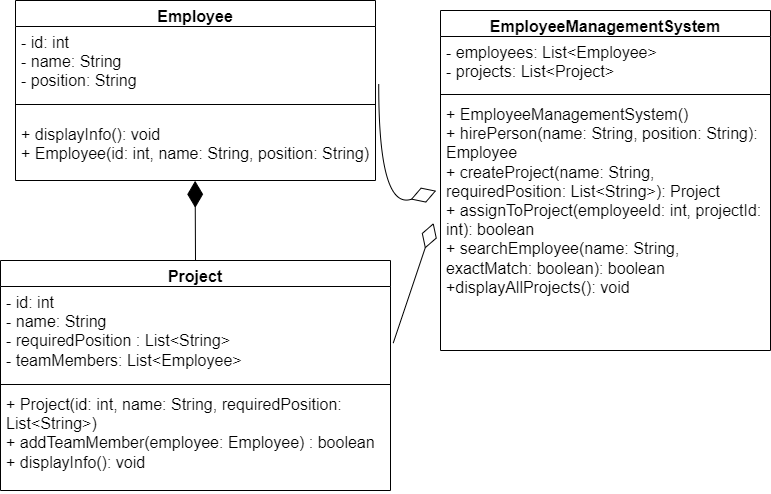 Employee
- id: int
- name: String
- position: String
+ displayInfo(): void
+ Employee(id: int, name: String, position: String)
EmployeeManagementSystem
- employees: List<Employee>
- projects: List<Project>
+ EmployeeManagementSystem()
+ hirePerson(name: String, position: String):
Employee
+ createProject(name: String,
requiredPosition: List<String>): Project
+ assignToProject(employeeId: int, projectId:
int): boolean
+ searchEmployee(name: String,
exactMatch: boolean): boolean
+displayAllProjects(): void
Project
- id: int
- name: String
- requiredPosition : List<String>
- teamMembers: List<Employee>
+ Project(id: int, name: String, requiredPosition:
List<String>)
+ addTeamMember(employee: Employee) : boolean
+ displayInfo(): void